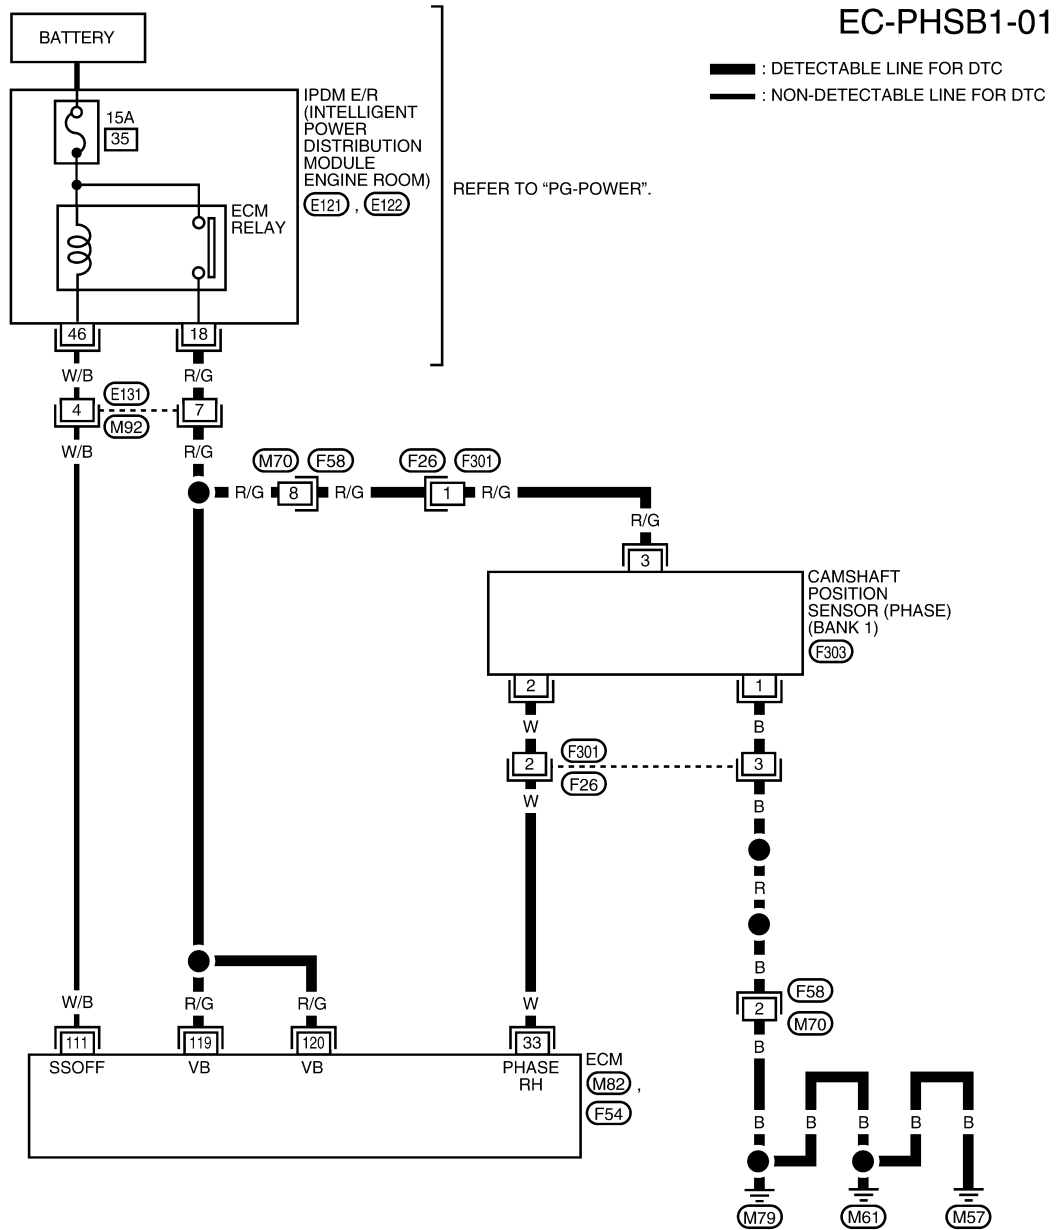 EC-PHSB1-01
BATTERY
: DETECTABLE LINE FOR DTC
: NON-DETECTABLE LINE FOR DTC
15A
35
IPDM E/R
(INTELLIGENT
POWER
DISTRIBUTION
MODULE
ENGINE ROOM)
E121 , E122
REFER TO “PG-POWER”.
ECM
RELAY
46 18
W/B R/G
4 E131 7
M92
W/B R/G
M70 F58 F26 F301
R/G 8 R/G 1 R/G
R/G
3
CAMSHAFT
POSITION
SENSOR (PHASE)
(BANK 1)
F303
2 1
W B
2 F301 3
F26
W B
R
B
F58
2
M70
B
W/B R/G R/G W
111 119 120 33
SSOFF VB VB PHASE
RH
ECM
M82 ,
F54
B B B B B
M79 M61 M57